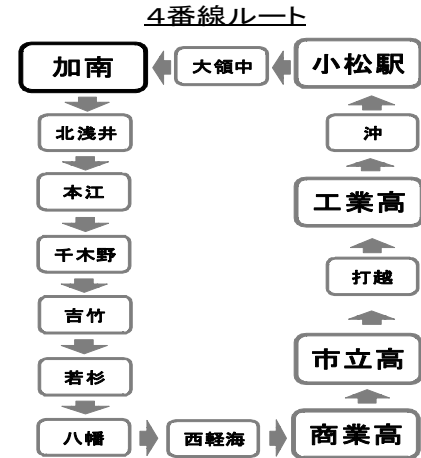 4番線ルート
加南
大領中
小松駅
北浅井
沖
本江
工業高
千木野
打越
吉竹
市立高
若杉
八幡
西軽海
商業高